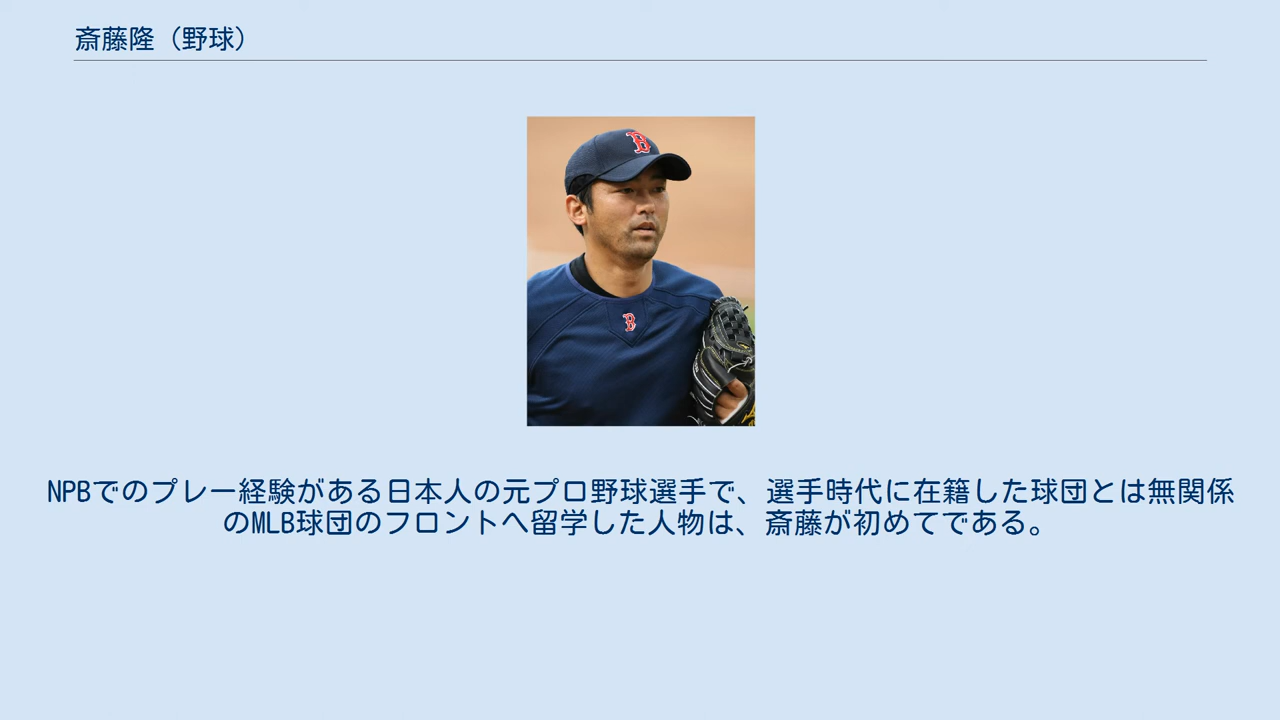 斎藤隆（野球）
B
B
NPBでのプレー経験がある日本人の元プロ野球選手で、選手時代に在籍した球団とは無関係
のMLB球団のフロントへ留学した人物は、斎藤が初めてである。